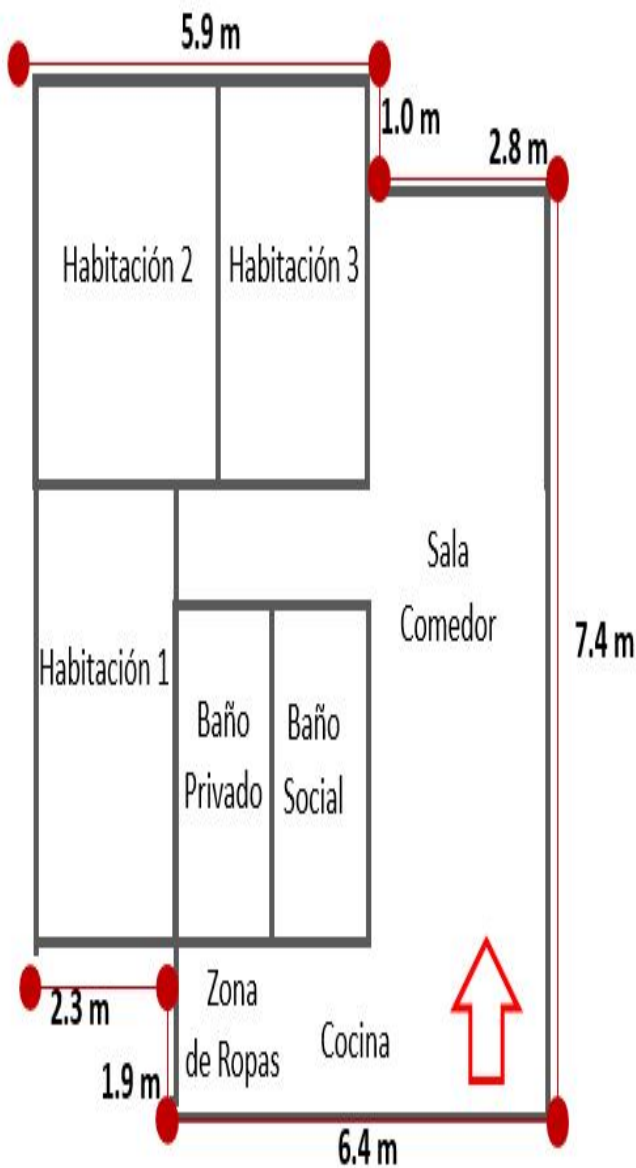 5.9 m
1.0 m
2.8 m
Habitación 2
Habitación 3
Sala
Comedor
7.4 m
Habitación 1
Baño
Privado
Baño
Social
Zona
de Ropas
Cocina
2.3 m
1.9 m
6.4 m